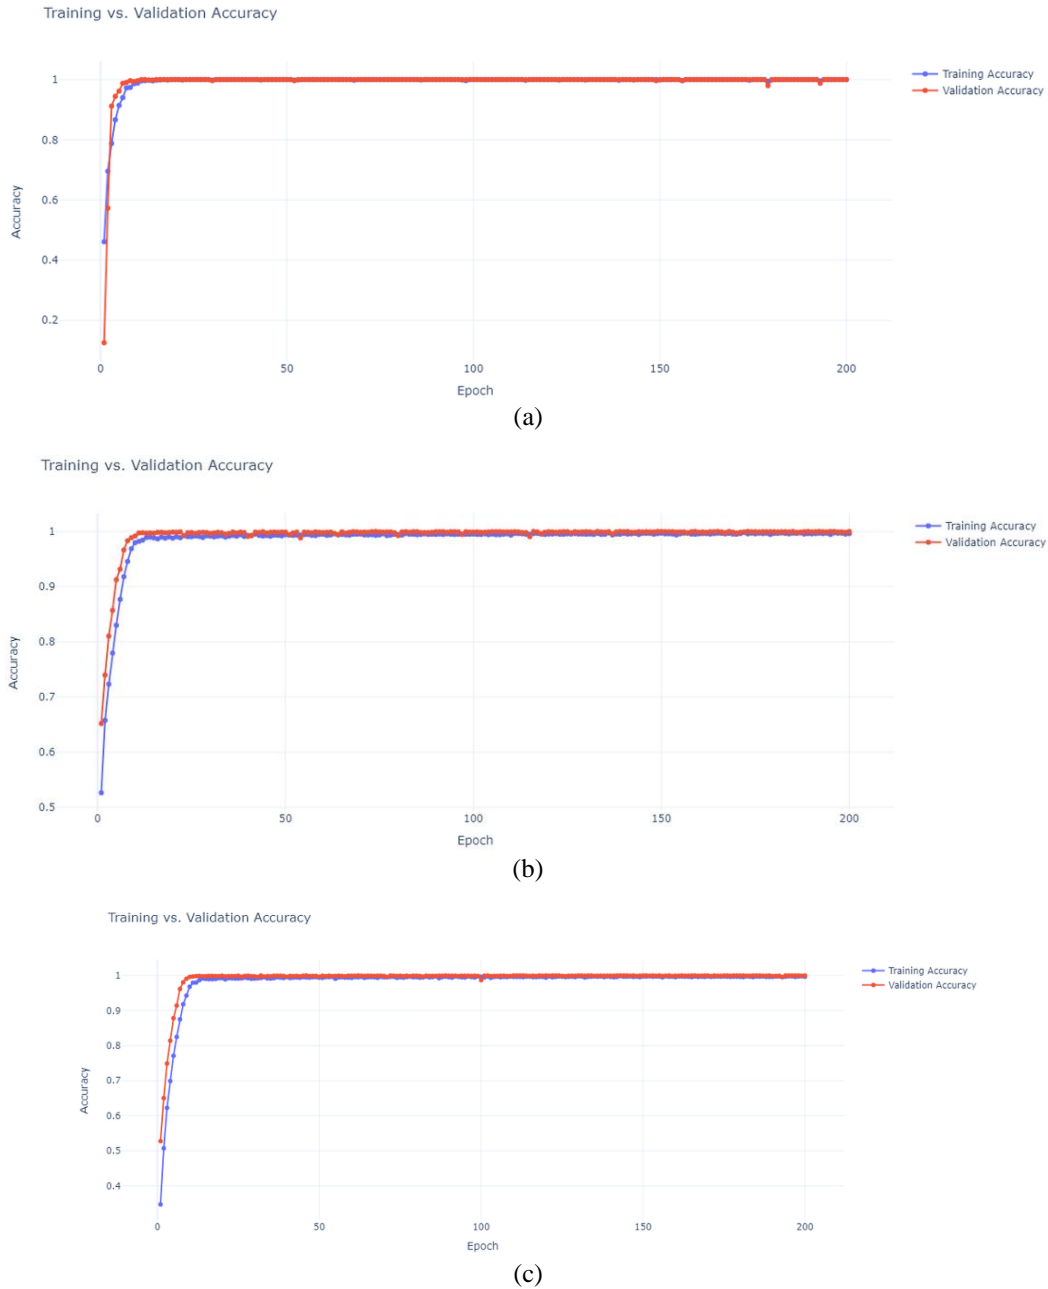 Training vs. Validation Accuracy
1
0.8
0.6
0.4
0.2
Accuracy
0 50 100 150 200
Epoch
Training Accuracy
Validation Accuracy
(a)
Training vs. Validation Accuracy
1
0.9
0.8
0.7
0.6
0.5
Accuracy
0 50 100 150 200
Epoch
Training Accuracy
Validation Accuracy
(b)
Training vs. Validation Accuracy
1
0.9
0.8
0.7
0.6
0.5
0.4
Accuracy
0 50 100 150 200
Epoch
Training Accuracy
Validation Accuracy
(c)